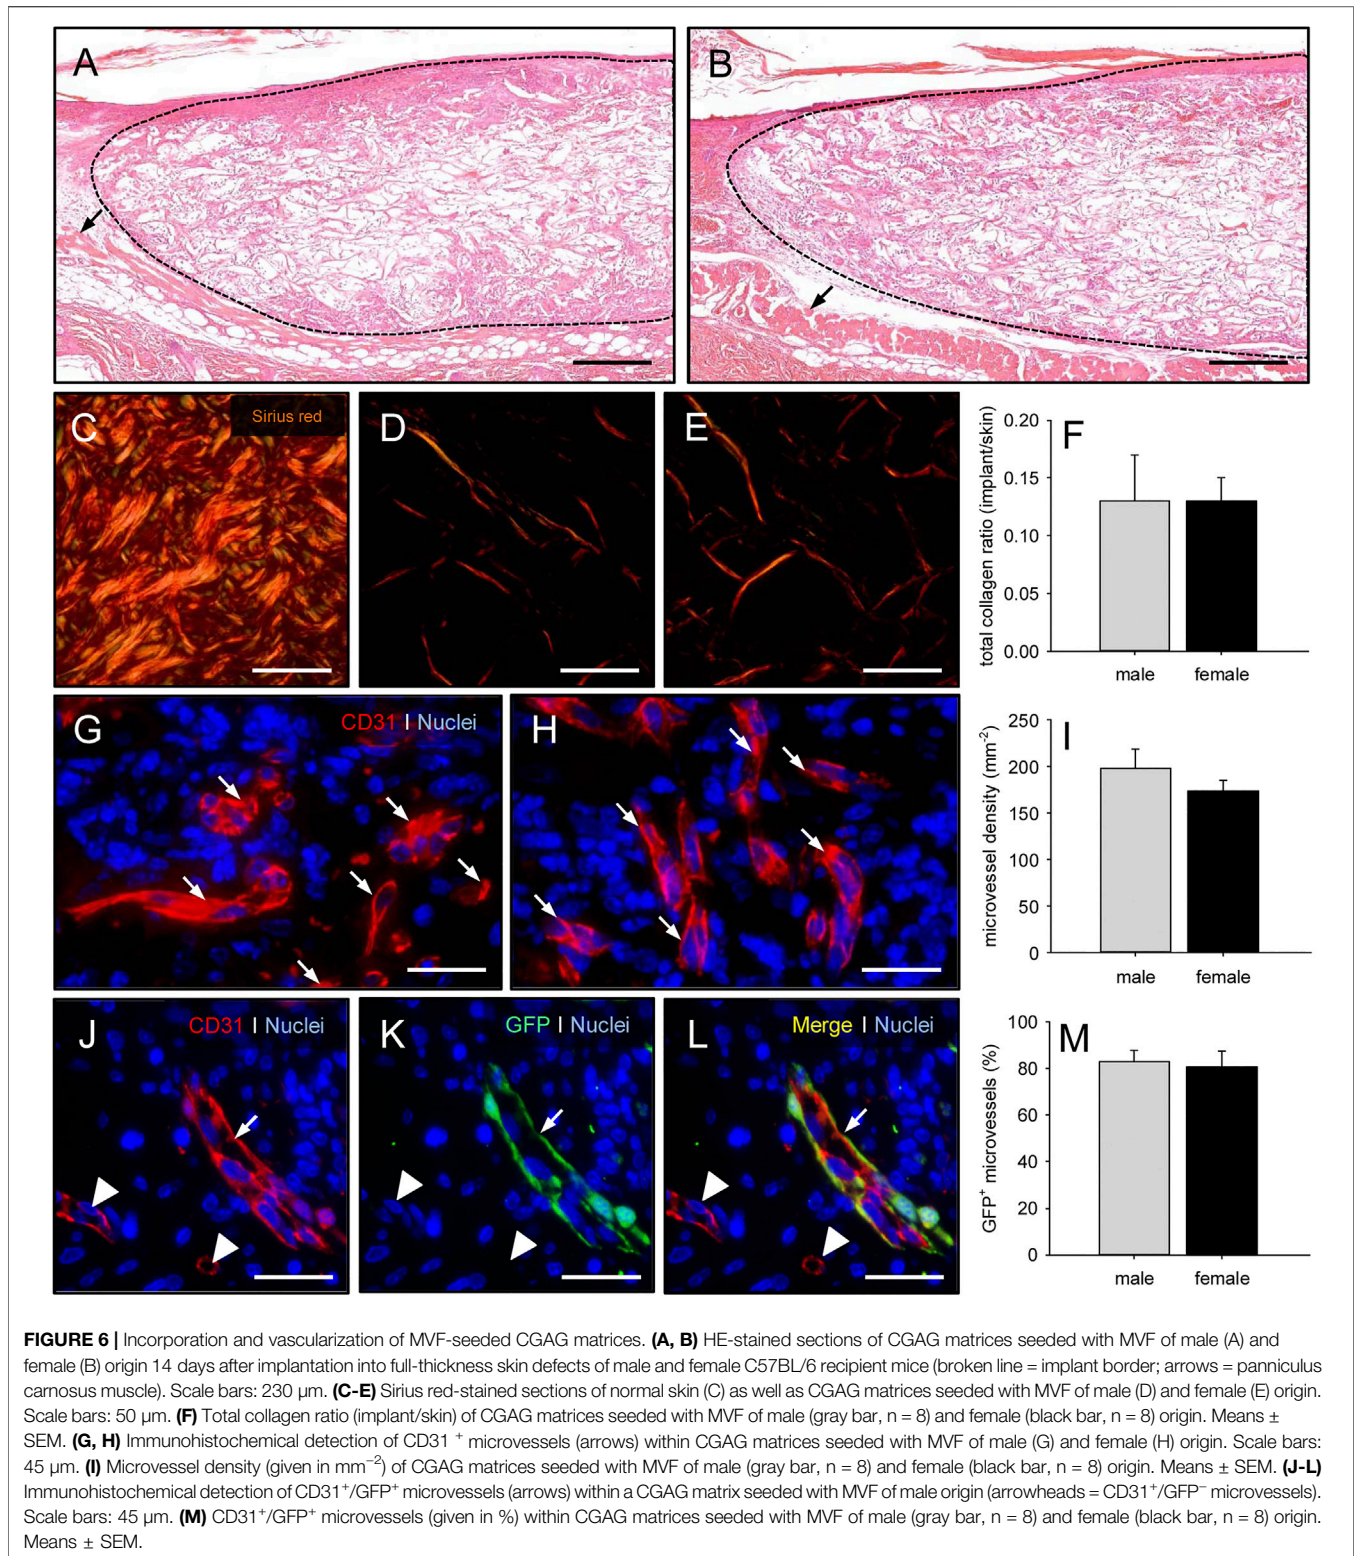 A
B
C
Sirius red
D
E
F
total collagen ratio (implant/skin)
0.20
0.15
0.10
0.05
0.00
male female
G
CD31 I Nuclei
H
I
microvessel density (mm-2)
250
200
150
100
50
0
male female
J
CD31 I Nuclei
K
GFP I Nuclei
L
Merge I Nuclei
M
GFP+ microvessels (%)
100
80
60
40
20
0
male female
FIGURE 6 | Incorporation and vascularization of MVF-seeded CGAG matrices. (A, B) HE-stained sections of CGAG matrices seeded with MVF of male (A) and
female (B) origin 14 days after implantation into full-thickness skin defects of male and female C57BL/6 recipient mice (broken line = implant border; arrows = panniculus
carnosus muscle). Scale bars: 230 µm. (C-E) Sirius red-stained sections of normal skin (C) as well as CGAG matrices seeded with MVF of male (D) and female (E) origin.
Scale bars: 50 µm. (F) Total collagen ratio (implant/skin) of CGAG matrices seeded with MVF of male (gray bar, n = 8) and female (black bar, n = 8) origin. Means ±
SEM. (G, H) Immunohistochemical detection of CD31 + microvessels (arrows) within CGAG matrices seeded with MVF of male (G) and female (H) origin. Scale bars:
45 µm. (I) Microvessel density (given in mm−2) of CGAG matrices seeded with MVF of male (gray bar, n = 8) and female (black bar, n = 8) origin. Means ± SEM. (J-L)
Immunohistochemical detection of CD31+/GFP+ microvessels (arrows) within a CGAG matrix seeded with MVF of male origin (arrowheads = CD31+/GFP− microvessels).
Scale bars: 45 µm. (M) CD31+/GFP+ microvessels (given in %) within CGAG matrices seeded with MVF of male (gray bar, n = 8) and female (black bar, n = 8) origin.
Means ± SEM.